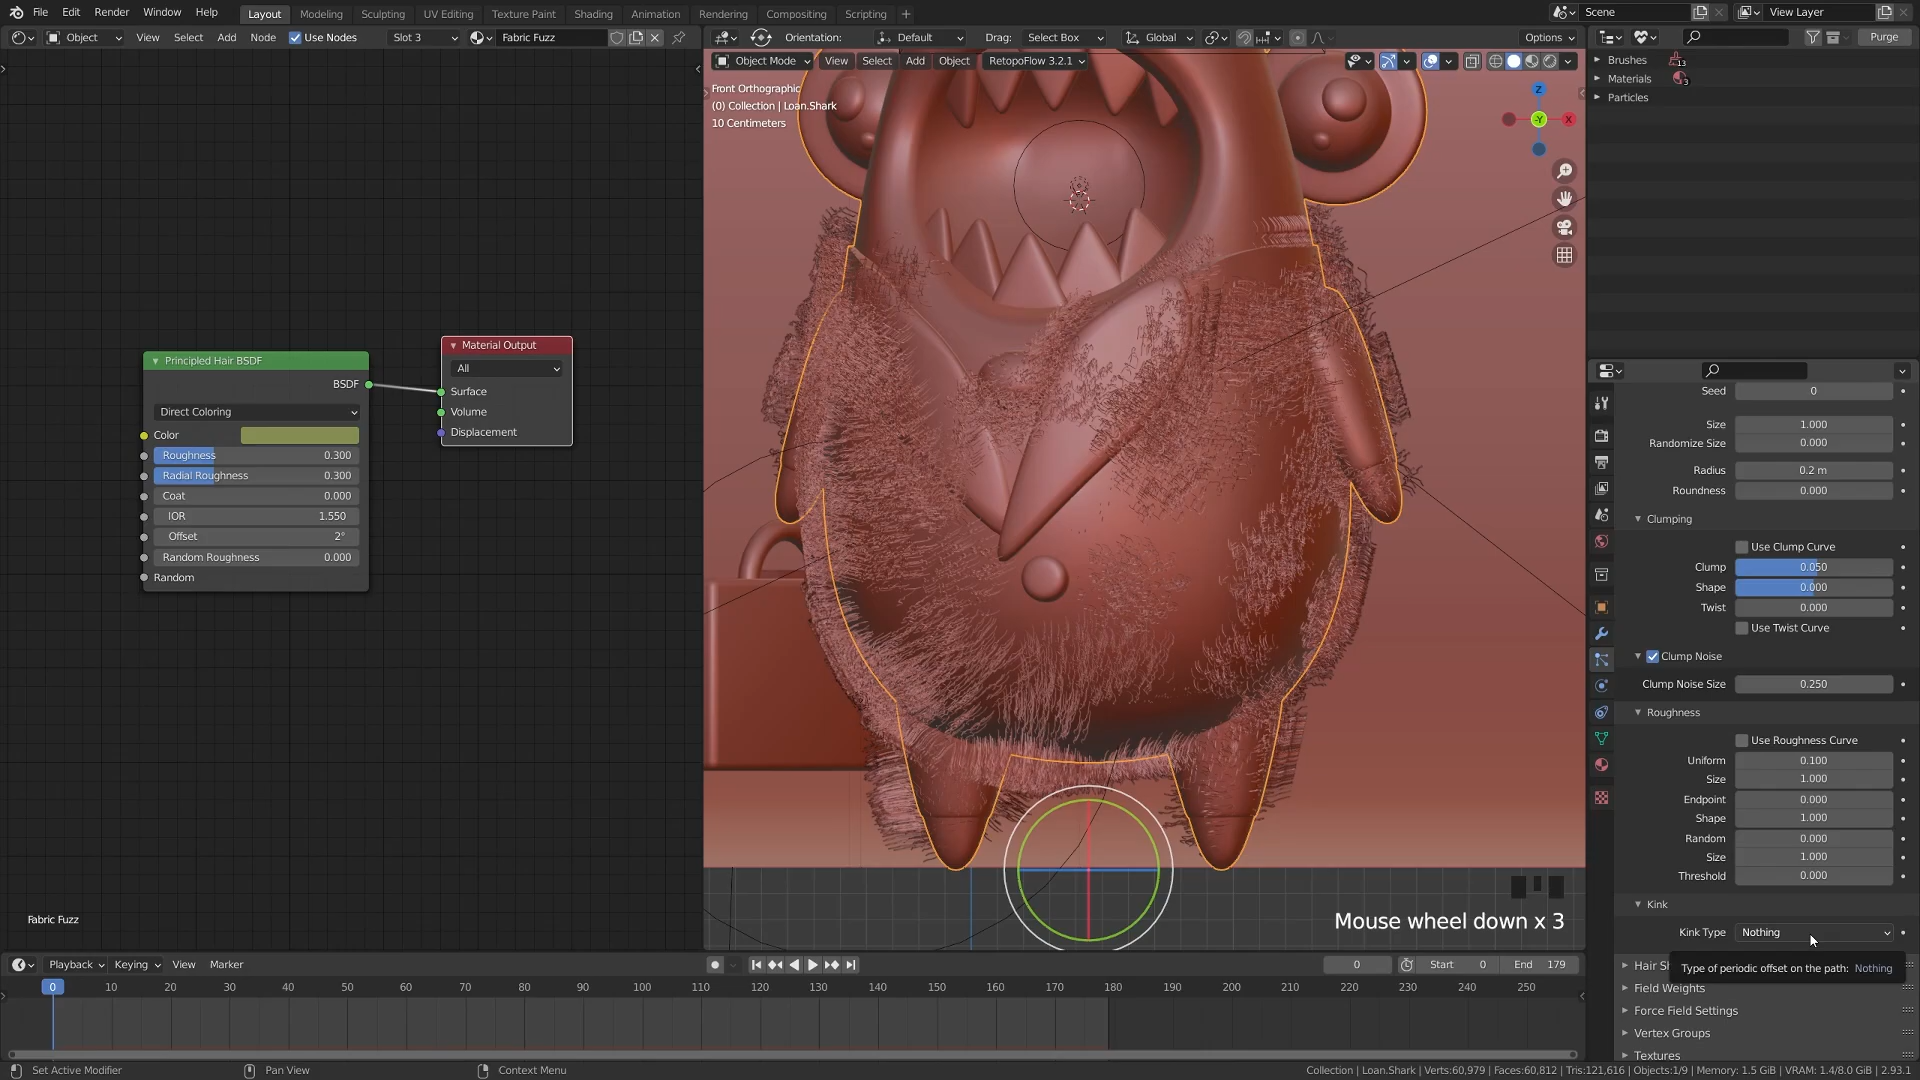 File Edit Render Window Help Layout Modeling Sculpting UV Editing Texture Paint Shading Animation Rendering Compositing Scripting + Scene View Layer
Object View Select Add Node Use Nodes Slot 3 Fabric Fuzz
Orientation: Default Drag: Select Box Global Options
Purge
Object Mode View Select Add Object RetopoFlow 3.2.1
Front Orthographic
(0) Collection | Loan.Shark
10 Centimeters
Z
-Y
X
Brushes 13
Materials 3
Particles
Principled Hair BSDF
BSDF
Direct Coloring
Color
Roughness 0.300
Radial Roughness 0.300
Coat 0.000
IOR 1.550
Offset 2°
Random Roughness 0.000
Random
Material Output
All
Surface
Volume
Displacement
Seed 0
Size 1.000
Randomize Size 0.000
Radius 0.2 m
Roundness 0.000
Clumping
Use Clump Curve
Clump 0.050
Shape 0.000
Twist 0.000
Use Twist Curve
Clump Noise
Clump Noise Size 0.250
Roughness
Use Roughness Curve
Uniform 0.100
Size 1.000
Endpoint 0.000
Shape 1.000
Random 0.000
Size 1.000
Threshold 0.000
Kink
Kink Type Nothing
Hair Sh
Type of periodic offset on the path: Nothing
Field Weights
Force Field Settings
Vertex Groups
Textures
Mouse wheel down x 3
Fabric Fuzz
Playback Keying View Marker 0 Start 0 End 179
0 10 20 30 40 50 60 70 80 90 100 110 120 130 140 150 160 170 180 190 200 210 220 230 240 250
Set Active Modifier Pan View Context Menu Collection | Loan.Shark | Verts:60,979 | Faces:60,812 | Tris:121,616 | Objects:1/9 | Memory: 1.5 GiB | VRAM: 1.4/8.0 GiB | 2.93.1